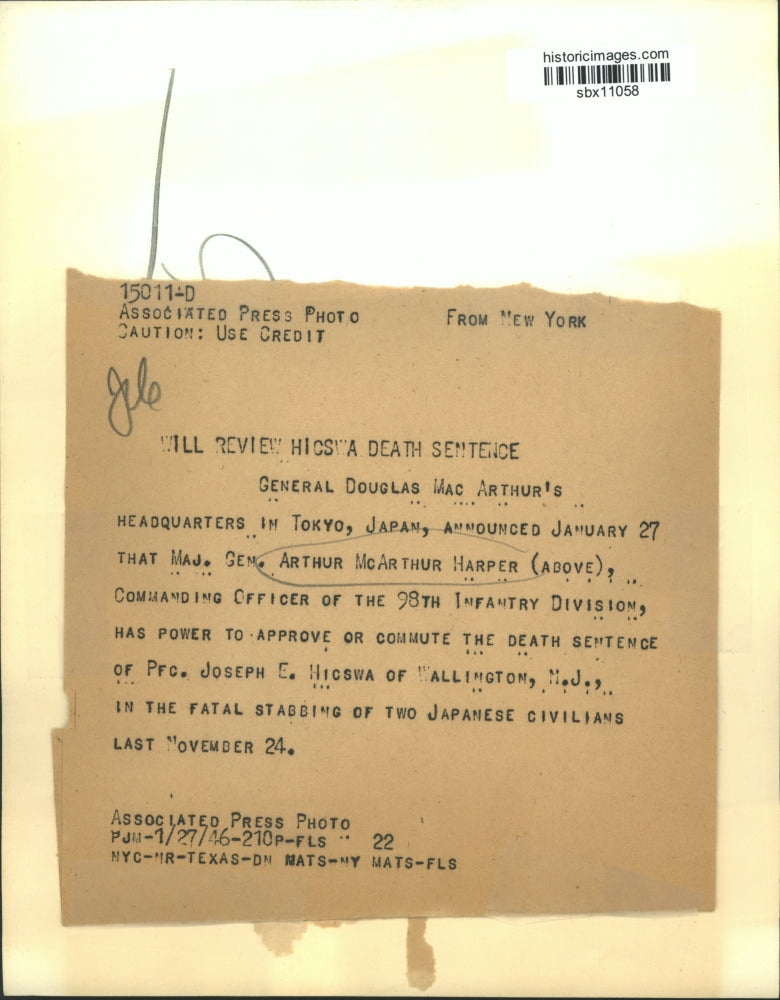 historicimages.com
sbx11058
15011-D
ASSOCIATED PRESS PHOTO FROM NEW YORK
CAUTION: USE CREDIT
WILL REVIEW HICSWA DEATH SENTENCE
GENERAL DOUGLAS MAC ARTHUR'S
HEADQUARTERS IN TOKYO, JAPAN, ANNOUNCED JANUARY 27
THAT MAJ. GEN. ARTHUR MCARTHUR HARPER (ABOVE),
COMMANDING OFFICER OF THE 98TH INFANTRY DIVISION,
HAS POWER TO APPROVE OR COMMUTE THE DEATH SENTENCE
OF PFC. JOSEPH E. HICSWA OF WALLINGTON, N.J.,
IN THE FATAL STABBING OF TWO JAPANESE CIVILIANS
LAST NOVEMBER 24.
ASSOCIATED PRESS PHOTO
PJM-1/27/46-210P-FLS 22
NYC-NR-TEXAS-DN MATS-NY MATS-FLS